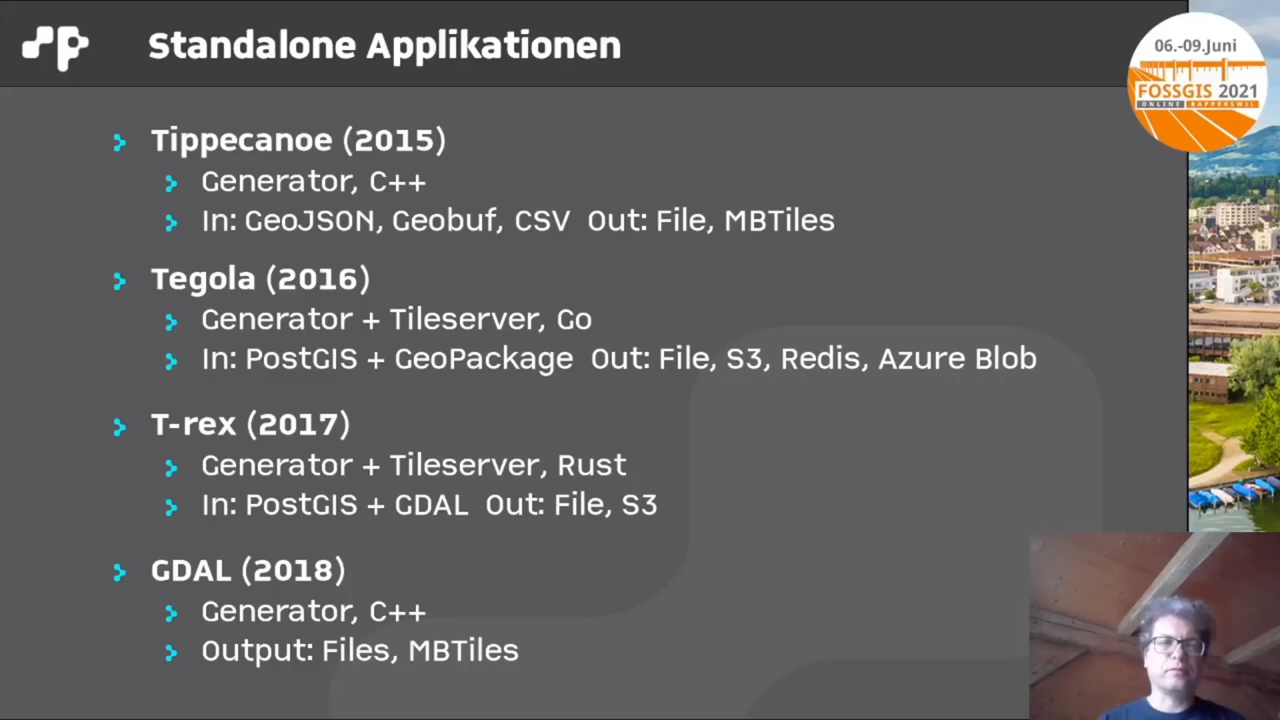 Standalone Applikationen
06.-09.Juni
FOSSGIS 2021
ONLINE RAPPERSWIL
Tippecanoe (2015)
Generator, C++
In: GeoJSON, Geobuf, CSV Out: File, MBTiles
Tegola (2016)
Generator + Tileserver, Go
In: PostGIS + GeoPackage Out: File, S3, Redis, Azure Blob
T-rex (2017)
Generator + Tileserver, Rust
In: PostGIS + GDAL Out: File, S3
GDAL (2018)
Generator, C++
Output: Files, MBTiles